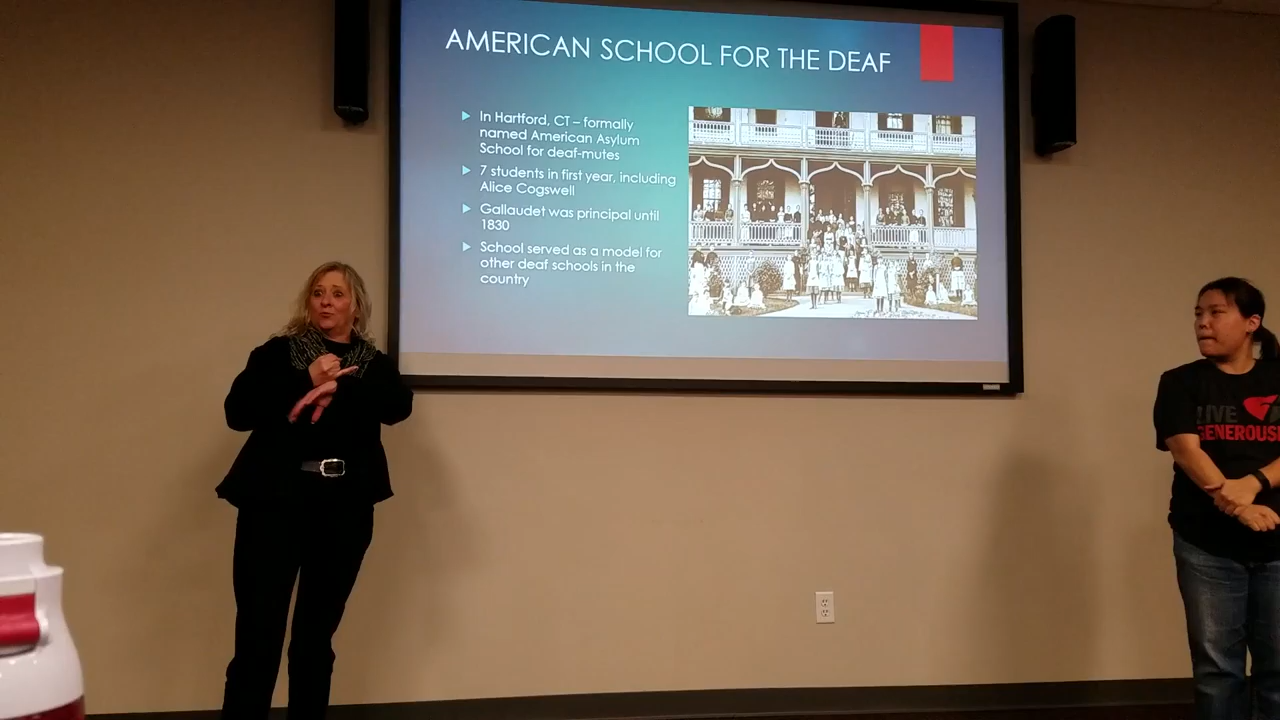 AMERICAN SCHOOL FOR THE DEAF
In Hartford, CT – formally
named American Asylum
School for deaf-mutes
7 students in first year, including
Alice Cogswell
Gallaudet was principal until
1830
School served as a model for
other deaf schools in the
country
LIVE
GENEROUS